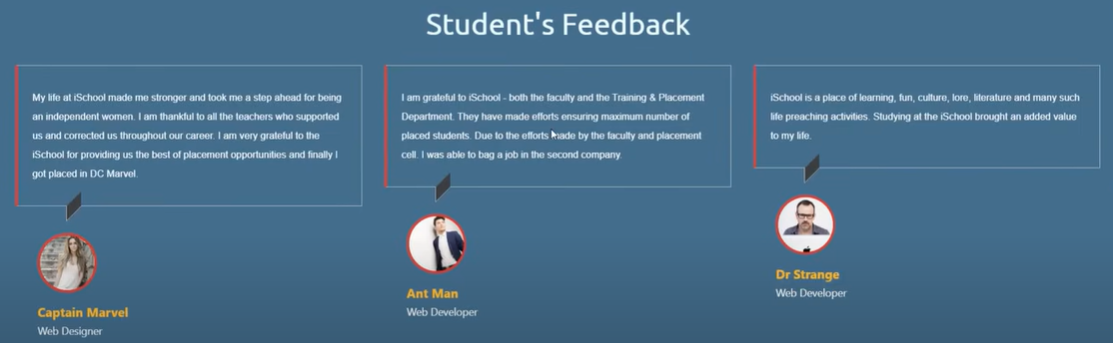 Student's Feedback
My life at iSchool made me stronger and took me a step ahead for being
an independent women. I am thankful to all the teachers who supported
us and corrected us throughout our career. I am very grateful to the
iSchool for providing us the best of placement opportunities and finally I
got placed in DC Marvel.
Captain Marvel
Web Designer
I am grateful to iSchool - both the faculty and the Training & Placement
Department. They have made efforts ensuring maximum number of
placed students. Due to the efforts made by the faculty and placement
cell. I was able to bag a job in the second company.
Ant Man
Web Developer
iSchool is a place of learning, fun, culture, lore, literature and many such
life preaching activities. Studying at the iSchool brought an added value
to my life.
Dr Strange
Web Developer